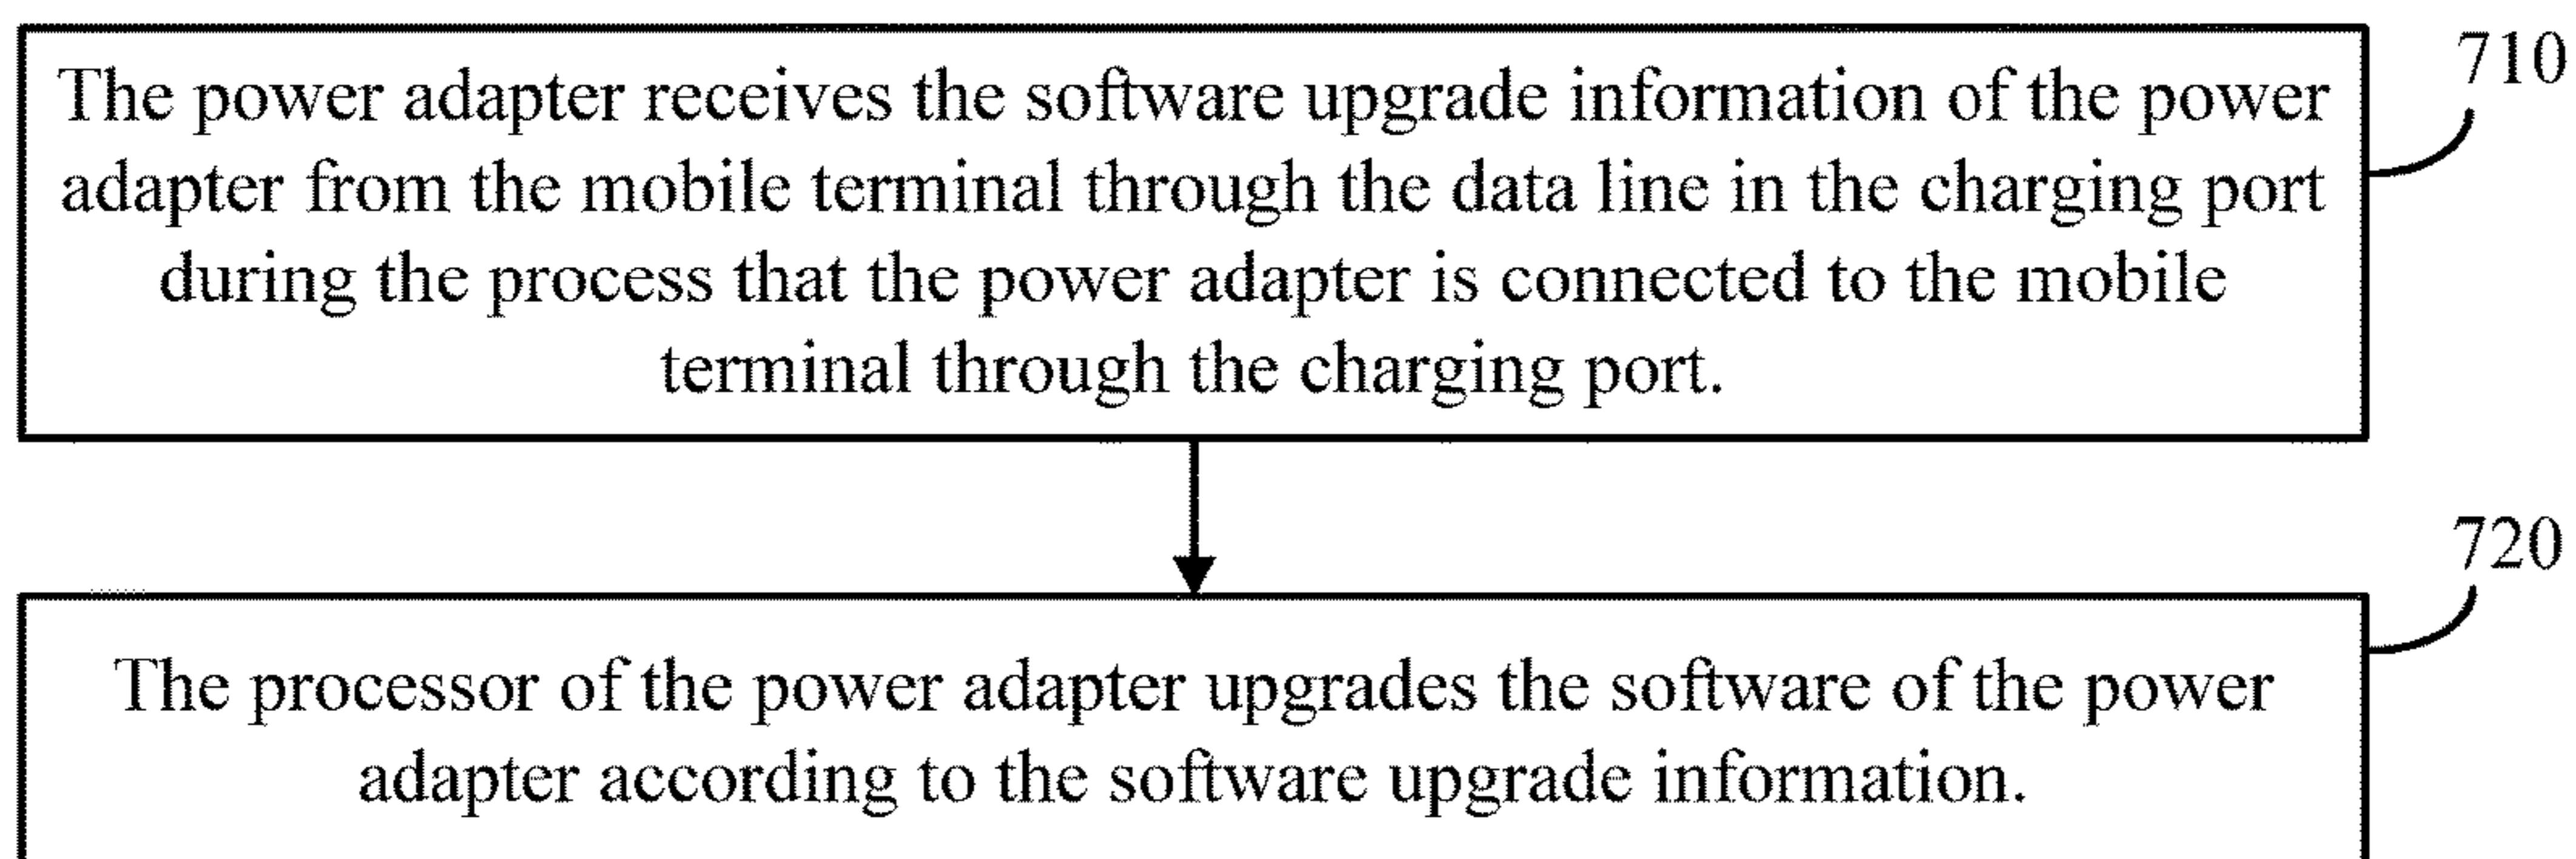 710
The power adapter receives the software upgrade information of the power
adapter from the mobile terminal through the data line in the charging port
during the process that the power adapter is connected to the mobile
terminal through the charging port.
720
The processor of the power adapter upgrades the software of the power
adapter according to the software upgrade information.